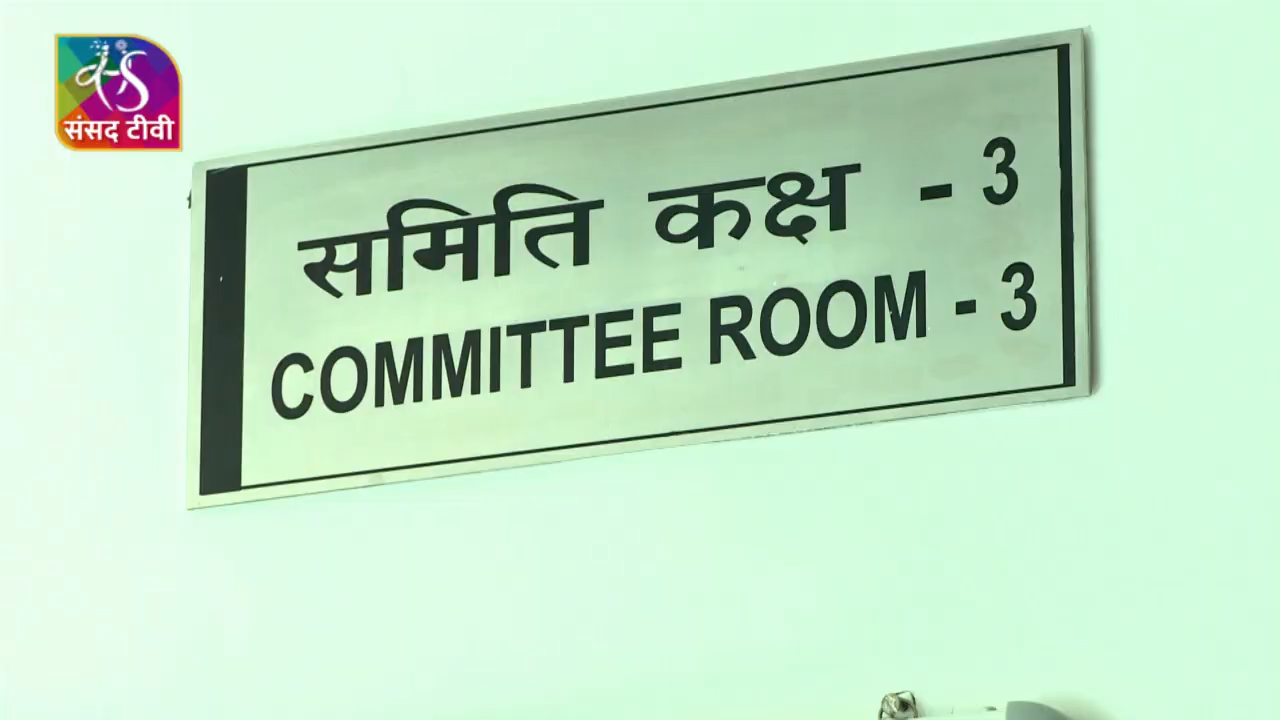 संसद टीवी
समिति कक्ष - 3
COMMITTEE ROOM - 3